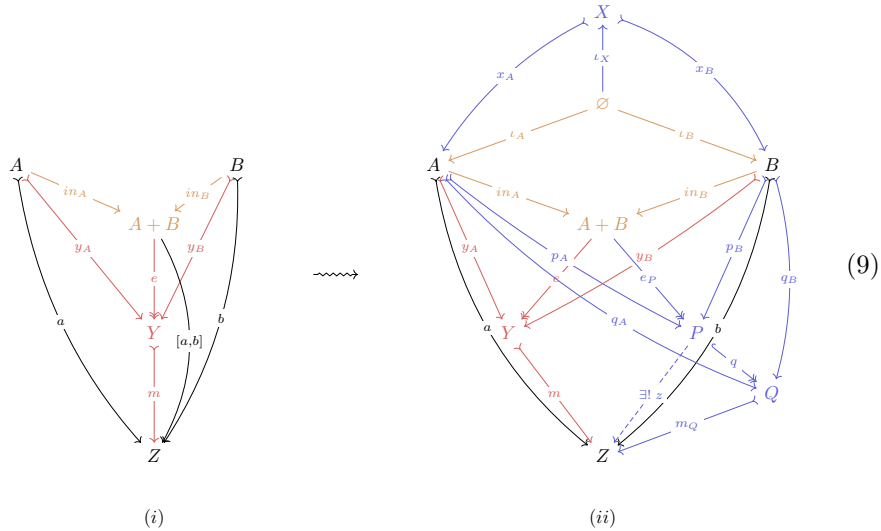 X
x_A ι_X x_B
∅
ι_A ι_B
A B A B
in_A in_B in_A in_B
A + B A + B
y_A y_B y_A p_A y_B p_B q_B
e e e_P (9)
a b q_A
Y [a,b] a Y P b
q
m m ∃! z Q
m_Q
Z Z
(i) (ii)